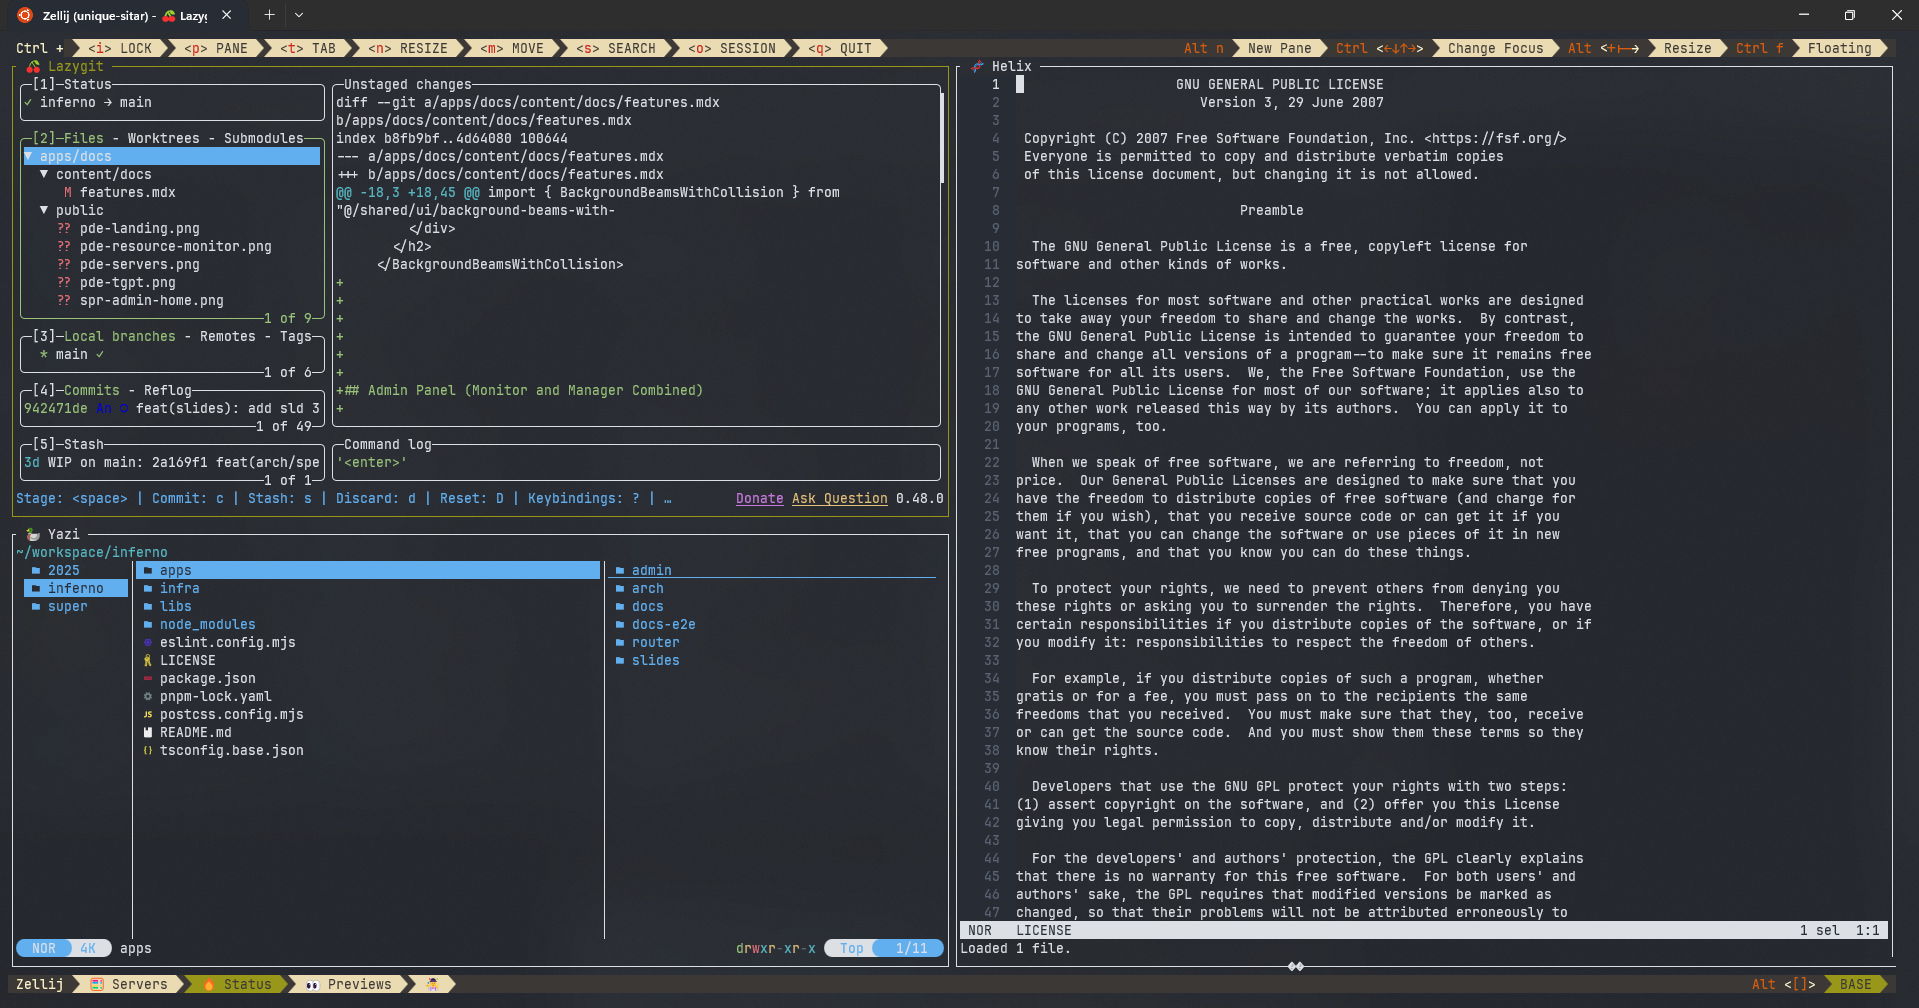 Zellij (unique-sitar) - 🍒 Lazyg
Ctrl + <i> LOCK <p> PANE <t> TAB <n> RESIZE <m> MOVE <s> SEARCH <o> SESSION <q> QUIT Alt n New Pane Ctrl <←↓↑→> Change Focus Alt <+|-→ Resize Ctrl f Floating
🍒 Lazygit
[1]─Status
✓ inferno → main
[2]─Files - Worktrees - Submodules
▼ apps/docs
▼ content/docs
M features.mdx
▼ public
?? pde-landing.png
?? pde-resource-monitor.png
?? pde-servers.png
?? pde-tgpt.png
?? spr-admin-home.png
1 of 9
[3]─Local branches - Remotes - Tags
* main ✓
1 of 6
[4]─Commits - Reflog
942471de An ○ feat(slides): add sld 3
1 of 49
[5]─Stash
3d WIP on main: 2a169f1 feat(arch/spe
1 of 1
Unstaged changes
diff --git a/apps/docs/content/docs/features.mdx
b/apps/docs/content/docs/features.mdx
index b8fb9bf..4d64080 100644
--- a/apps/docs/content/docs/features.mdx
+++ b/apps/docs/content/docs/features.mdx
@@ -18,3 +18,45 @@ import { BackgroundBeamsWithCollision } from
"@/shared/ui/background-beams-with-
</div>
</h2>
</BackgroundBeamsWithCollision>
+
+
+
+
+
+
+## Admin Panel (Monitor and Manager Combined)
+
Command log
'<enter>'
Stage: <space> | Commit: c | Stash: s | Discard: d | Reset: D | Keybindings: ? | … Donate Ask Question 0.48.0
🦆 Yazi
~/workspace/inferno
2025
inferno
super
apps
infra
libs
node_modules
eslint.config.mjs
LICENSE
package.json
pnpm-lock.yaml
JS postcss.config.mjs
README.md
{} tsconfig.base.json
admin
arch
docs
docs-e2e
router
slides
NOR 4K apps drwxr-xr-x Top 1/11
Helix
1 GNU GENERAL PUBLIC LICENSE
2 Version 3, 29 June 2007
3
4 Copyright (C) 2007 Free Software Foundation, Inc. <https://fsf.org/>
5 Everyone is permitted to copy and distribute verbatim copies
6 of this license document, but changing it is not allowed.
7
8 Preamble
9
10 The GNU General Public License is a free, copyleft license for
11 software and other kinds of works.
12
13 The licenses for most software and other practical works are designed
14 to take away your freedom to share and change the works.  By contrast,
15 the GNU General Public License is intended to guarantee your freedom to
16 share and change all versions of a program--to make sure it remains free
17 software for all its users.  We, the Free Software Foundation, use the
18 GNU General Public License for most of our software; it applies also to
19 any other work released this way by its authors.  You can apply it to
20 your programs, too.
21
22 When we speak of free software, we are referring to freedom, not
23 price.  Our General Public Licenses are designed to make sure that you
24 have the freedom to distribute copies of free software (and charge for
25 them if you wish), that you receive source code or can get it if you
26 want it, that you can change the software or use pieces of it in new
27 free programs, and that you know you can do these things.
28
29 To protect your rights, we need to prevent others from denying you
30 these rights or asking you to surrender the rights.  Therefore, you have
31 certain responsibilities if you distribute copies of the software, or if
32 you modify it: responsibilities to respect the freedom of others.
33
34 For example, if you distribute copies of such a program, whether
35 gratis or for a fee, you must pass on to the recipients the same
36 freedoms that you received.  You must make sure that they, too, receive
37 or can get the source code.  And you must show them these terms so they
38 know their rights.
39
40 Developers that use the GNU GPL protect your rights with two steps:
41 (1) assert copyright on the software, and (2) offer you this License
42 giving you legal permission to copy, distribute and/or modify it.
43
44 For the developers' and authors' protection, the GPL clearly explains
45 that there is no warranty for this free software.  For both users' and
46 authors' sake, the GPL requires that modified versions be marked as
47 changed, so that their problems will not be attributed erroneously to
NOR LICENSE 1 sel 1:1
Loaded 1 file.
Zellij Servers 🔥 Status 👀 Previews Alt <[]> BASE